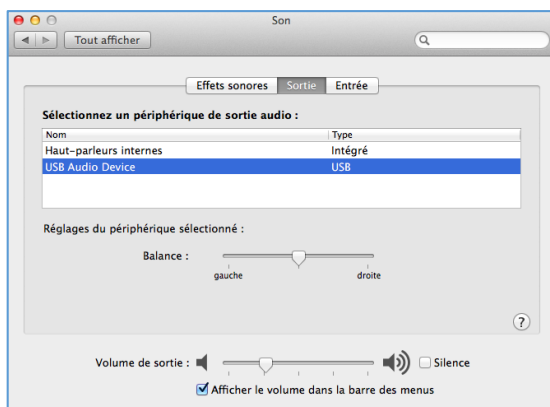 Son
Tout afficher
Effets sonores Sortie Entrée
Sélectionnez un périphérique de sortie audio :
Nom Type
Haut-parleurs internes Intégré
USB Audio Device USB
Réglages du périphérique sélectionné :
Balance :
gauche droite
?
Volume de sortie : Silence
Afficher le volume dans la barre des menus